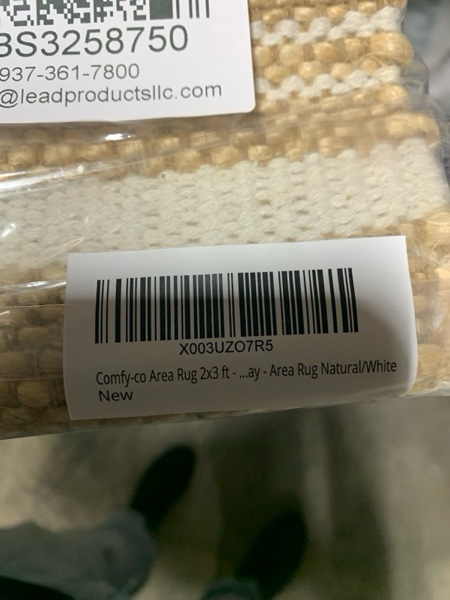 BS3258750
937-361-7800
@leadproductsllc.com
X003UZO7R5
Comfy-co Area Rug 2x3 ft - ...ay - Area Rug Natural/White
New